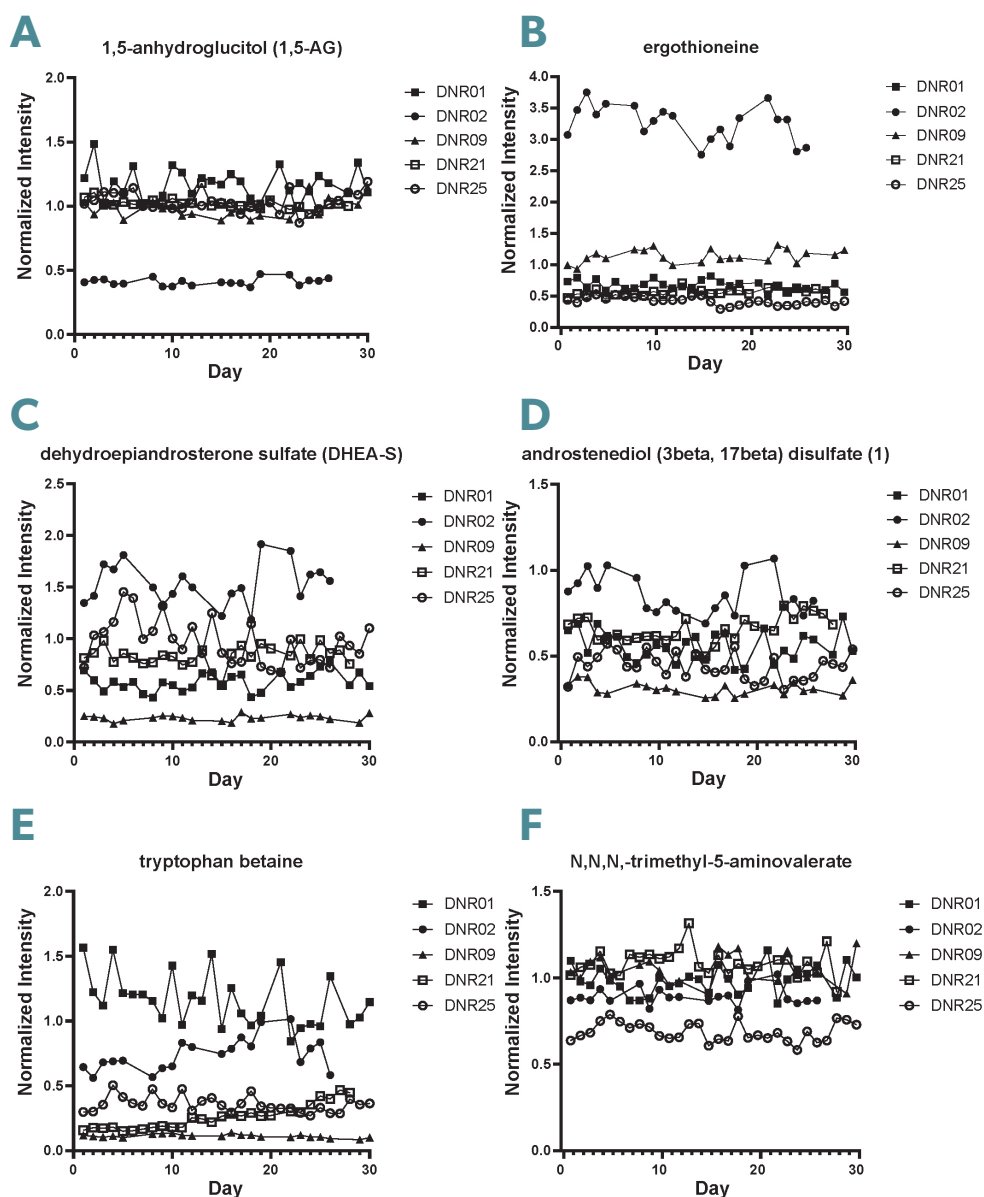 A
1,5-anhydroglucitol (1,5-AG)
Normalized Intensity
2.0
1.5
1.0
0.5
0.0
0
10
20
30
Day
DNR01
DNR02
DNR09
DNR21
DNR25
B
ergothioneine
Normalized Intensity
4.0
3.5
3.0
2.5
2.0
1.5
1.0
0.5
0.0
0
10
20
30
Day
DNR01
DNR02
DNR09
DNR21
DNR25
C
dehydroepiandrosterone sulfate (DHEA-S)
Normalized Intensity
2.5
2.0
1.5
1.0
0.5
0.0
0
10
20
30
Day
DNR01
DNR02
DNR09
DNR21
DNR25
D
androstenediol (3beta, 17beta) disulfate (1)
Normalized Intensity
1.5
1.0
0.5
0.0
0
10
20
30
Day
DNR01
DNR02
DNR09
DNR21
DNR25
E
tryptophan betaine
Normalized Intensity
2.0
1.5
1.0
0.5
0.0
0
10
20
30
Day
DNR01
DNR02
DNR09
DNR21
DNR25
F
N,N,N,-trimethyl-5-aminovalerate
Normalized Intensity
1.5
1.0
0.5
0.0
0
10
20
30
Day
DNR01
DNR02
DNR09
DNR21
DNR25